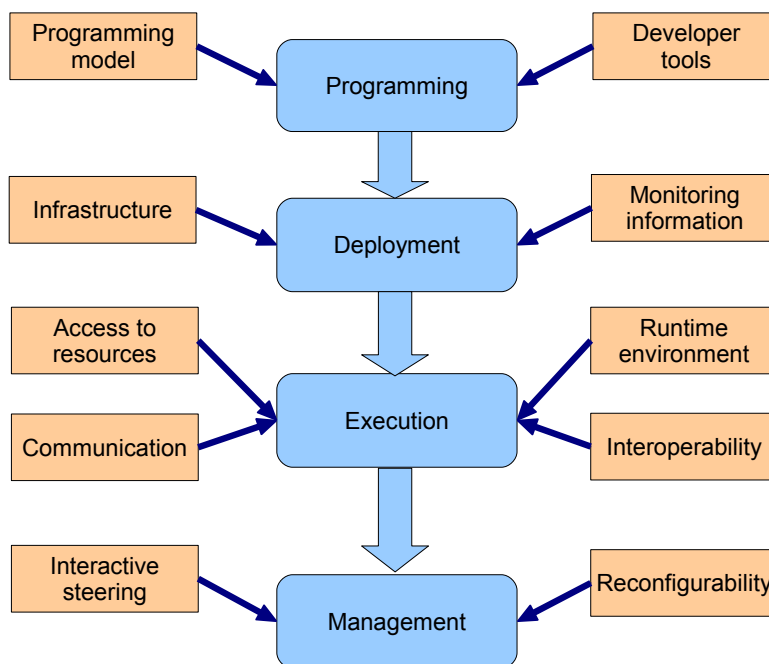 Programming
model
Developer
tools
Programming
Infrastructure
Monitoring
information
Deployment
Access to
resources
Runtime
environment
Execution
Communication
Interoperability
Interactive
steering
Reconfigurability
Management